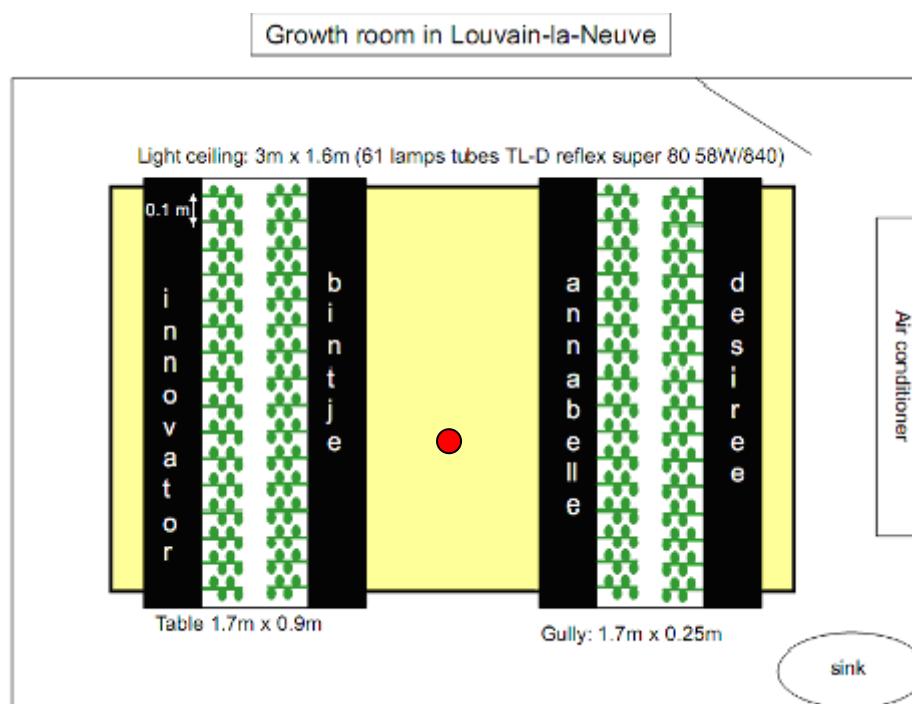 Growth room in Louvain-la-Neuve
Light ceiling: 3m x 1.6m (61 lamps tubes TL-D reflex super 80 58W/840)
0.1 m
innovator
bintje
annabelle
desiree
Air conditioner
Table 1.7m x 0.9m
Gully: 1.7m x 0.25m
sink